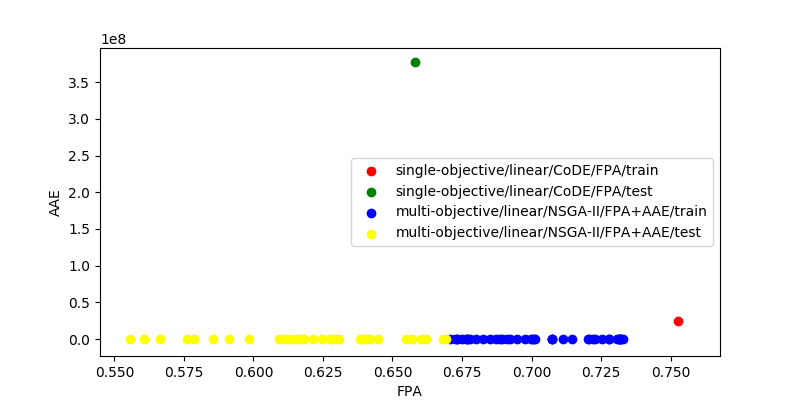 1e8
3.5
3.0
2.5
2.0
1.5
1.0
0.5
0.0
AAE
single-objective/linear/CoDE/FPA/train
single-objective/linear/CoDE/FPA/test
multi-objective/linear/NSGA-II/FPA+AAE/train
multi-objective/linear/NSGA-II/FPA+AAE/test
0.550 0.575 0.600 0.625 0.650 0.675 0.700 0.725 0.750
FPA